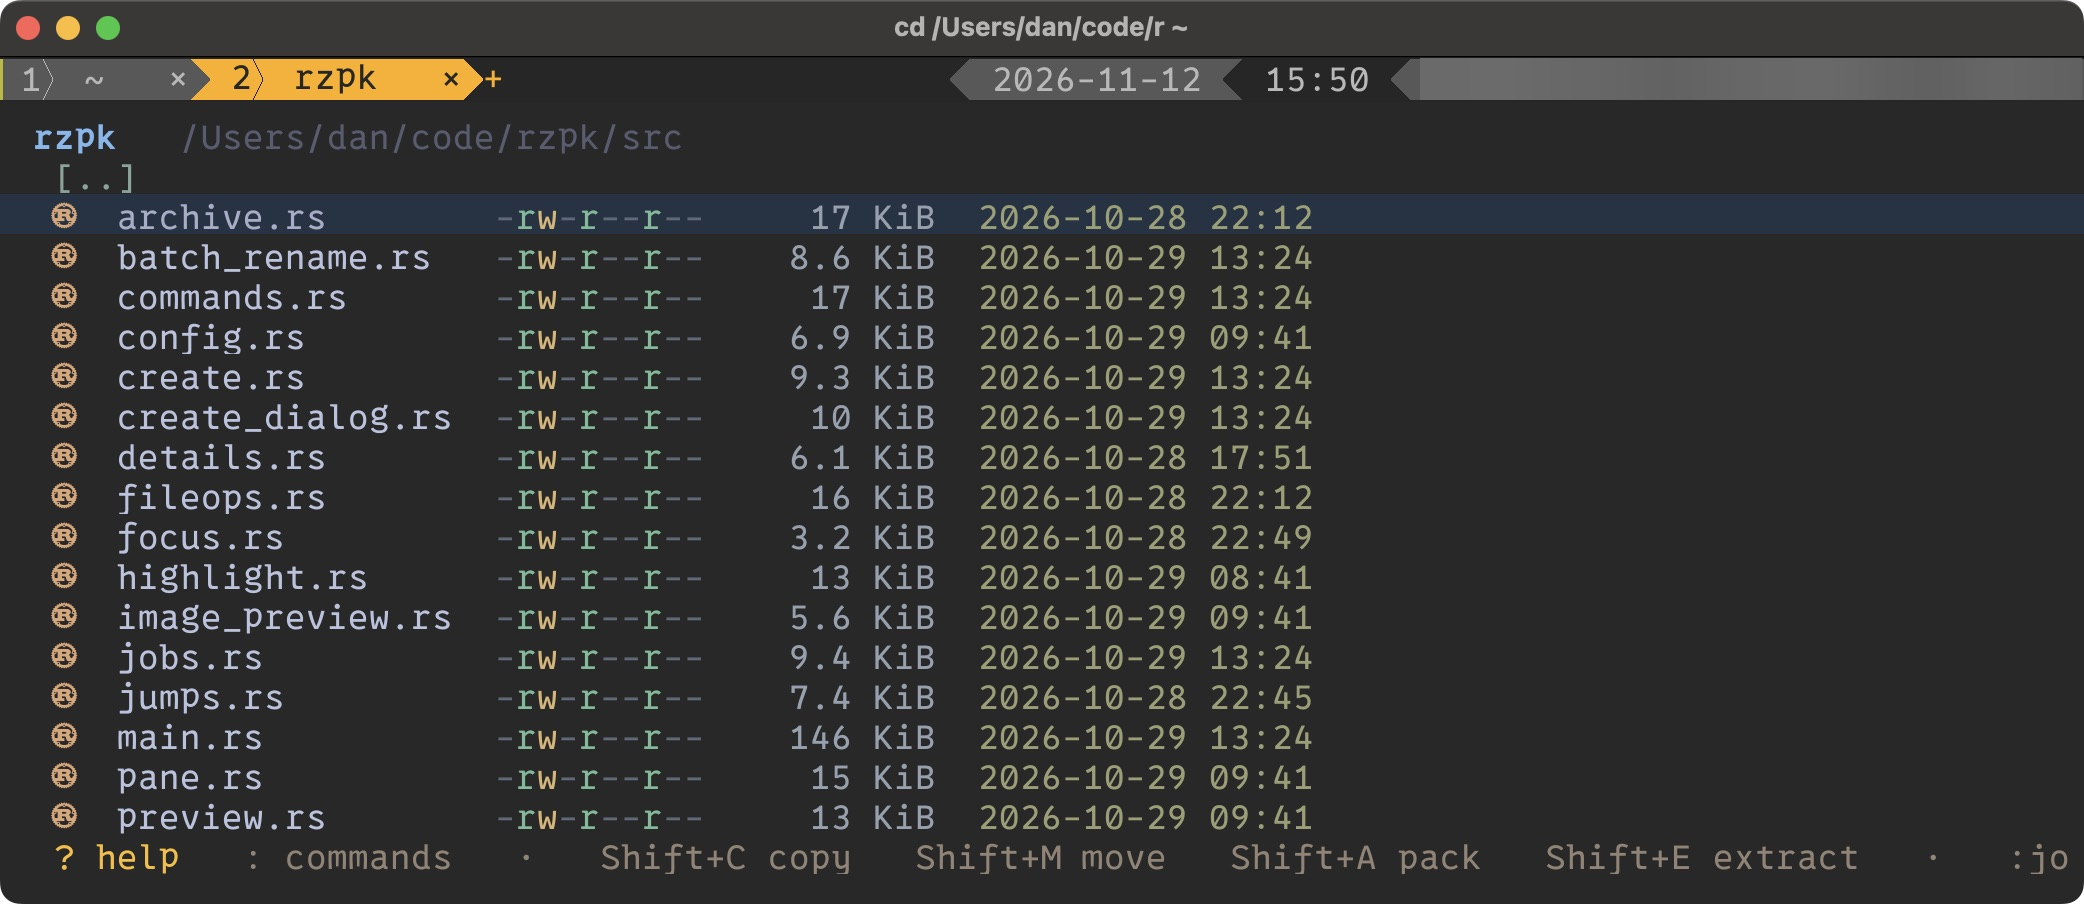 cd /Users/dan/code/r ~
1 ~ × 2 rzpk × + 2026-11-12 15:50
rzpk /Users/dan/code/rzpk/src
[..]
archive.rs -rw-r--r-- 17 KiB 2026-10-28 22:12
batch_rename.rs -rw-r--r-- 8.6 KiB 2026-10-29 13:24
commands.rs -rw-r--r-- 17 KiB 2026-10-29 13:24
config.rs -rw-r--r-- 6.9 KiB 2026-10-29 09:41
create.rs -rw-r--r-- 9.3 KiB 2026-10-29 13:24
create_dialog.rs -rw-r--r-- 10 KiB 2026-10-29 13:24
details.rs -rw-r--r-- 6.1 KiB 2026-10-28 17:51
fileops.rs -rw-r--r-- 16 KiB 2026-10-28 22:12
focus.rs -rw-r--r-- 3.2 KiB 2026-10-28 22:49
highlight.rs -rw-r--r-- 13 KiB 2026-10-29 08:41
image_preview.rs -rw-r--r-- 5.6 KiB 2026-10-29 09:41
jobs.rs -rw-r--r-- 9.4 KiB 2026-10-29 13:24
jumps.rs -rw-r--r-- 7.4 KiB 2026-10-28 22:45
main.rs -rw-r--r-- 146 KiB 2026-10-29 13:24
pane.rs -rw-r--r-- 15 KiB 2026-10-29 09:41
preview.rs -rw-r--r-- 13 KiB 2026-10-29 09:41
? help : commands · Shift+C copy Shift+M move Shift+A pack Shift+E extract · :jo